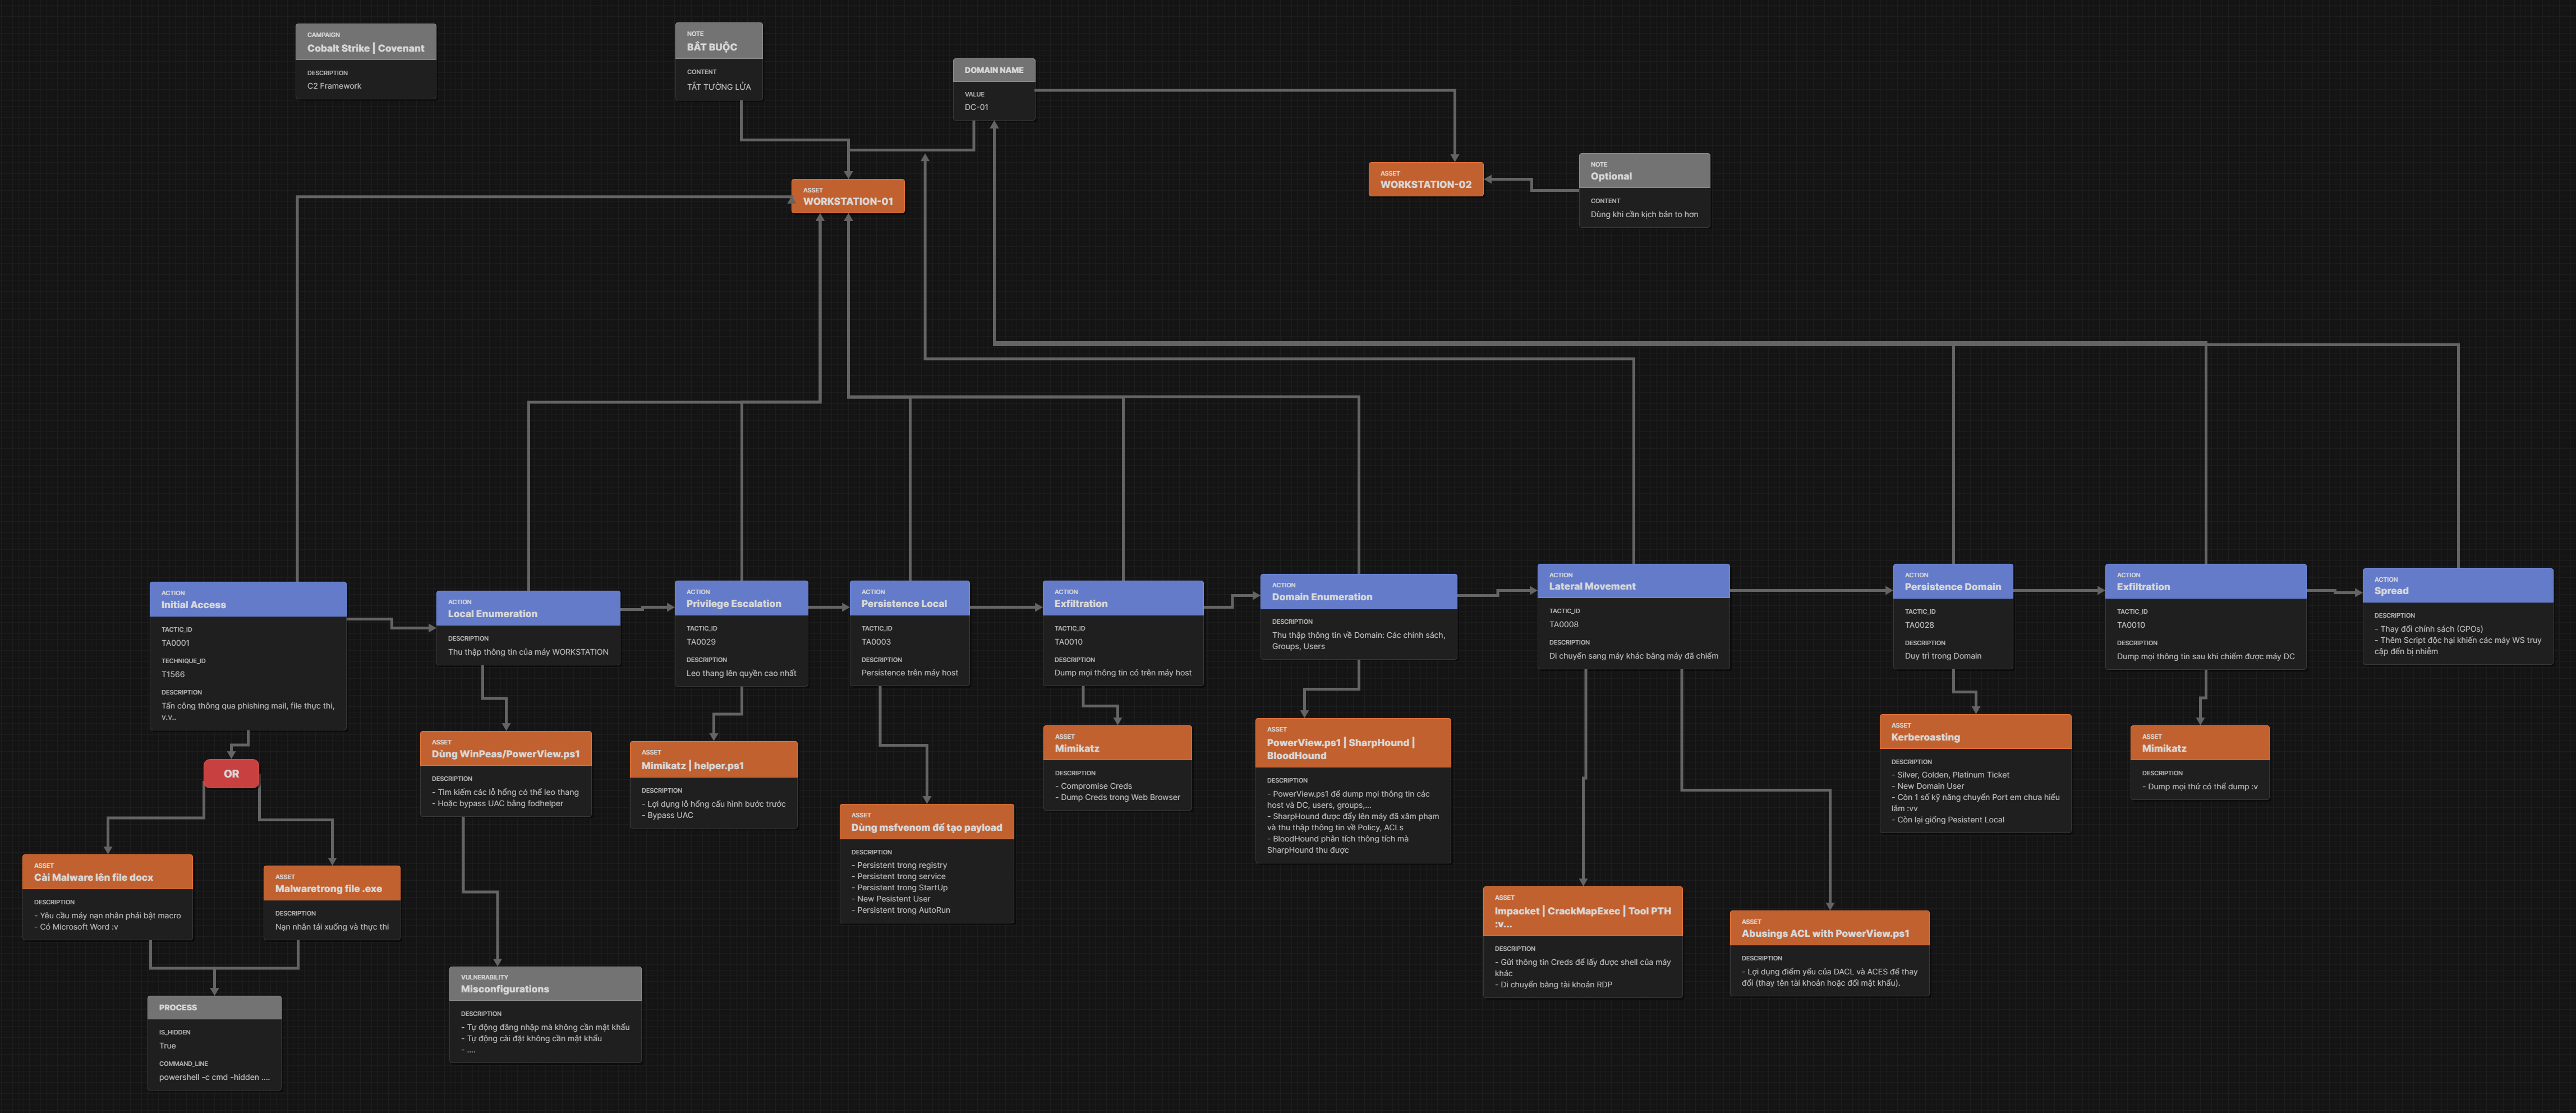 CAMPAIGN
Cobalt Strike | Covenant
DESCRIPTION
C2 Framework
NOTE
BẮT BUỘC
CONTENT
TẮT TƯỜNG LỬA
DOMAIN NAME
VALUE
DC-01
ASSET
WORKSTATION-01
ASSET
WORKSTATION-02
NOTE
Optional
CONTENT
Dùng khi cần kịch bản to hơn
ACTION
Initial Access
TACTIC_ID
TA0001
TECHNIQUE_ID
T1566
DESCRIPTION
Tấn công thông qua phishing mail, file thực thi,
v.v..
ACTION
Local Enumeration
DESCRIPTION
Thu thập thông tin của máy WORKSTATION
ACTION
Privilege Escalation
TACTIC_ID
TA0029
DESCRIPTION
Leo thang lên quyền cao nhất
ACTION
Persistence Local
TACTIC_ID
TA0003
DESCRIPTION
Persistence trên máy host
ACTION
Exfiltration
TACTIC_ID
TA0010
DESCRIPTION
Dump mọi thông tin có trên máy host
ACTION
Domain Enumeration
DESCRIPTION
Thu thập thông tin về Domain: Các chính sách,
Groups, Users
ACTION
Lateral Movement
TACTIC_ID
TA0008
DESCRIPTION
Di chuyển sang máy khác bằng máy đã chiếm
ACTION
Persistence Domain
TACTIC_ID
TA0028
DESCRIPTION
Duy trì trong Domain
ACTION
Exfiltration
TACTIC_ID
TA0010
DESCRIPTION
Dump mọi thông tin sau khi chiếm được máy DC
ACTION
Spread
DESCRIPTION
- Thay đổi chính sách (GPOs)
- Thêm Script độc hại khiến các máy WS truy
cập đến bị nhiễm
OR
ASSET
Cài Malware lên file docx
DESCRIPTION
- Yêu cầu máy nạn nhân phải bật macro
- Có Microsoft Word :v
ASSET
Malwaretrong file .exe
DESCRIPTION
Nạn nhân tải xuống và thực thi
PROCESS
IS_HIDDEN
True
COMMAND_LINE
powershell -c cmd -hidden ....
ASSET
Dùng WinPeas/PowerView.ps1
DESCRIPTION
- Tìm kiếm các lỗ hổng có thể leo thang
- Hoặc bypass UAC bằng fodhelper
VULNERABILITY
Misconfigurations
DESCRIPTION
- Tự động đăng nhập mà không cần mật khẩu
- Tự động cài đặt không cần mật khẩu
- ....
ASSET
Mimikatz | helper.ps1
DESCRIPTION
- Lợi dụng lỗ hổng cấu hình bước trước
- Bypass UAC
ASSET
Dùng msfvenom để tạo payload
DESCRIPTION
- Persistent trong registry
- Persistent trong service
- Persistent trong StartUp
- New Pesistent User
- Persistent trong AutoRun
ASSET
Mimikatz
DESCRIPTION
- Compromise Creds
- Dump Creds trong Web Browser
ASSET
PowerView.ps1 | SharpHound |
BloodHound
DESCRIPTION
- PowerView.ps1 để dump mọi thông tin các
host và DC, users, groups,...
- SharpHound được đẩy lên máy đã xâm phạm
và thu thập thông tin về Policy, ACLs
- BloodHound phân tích thông tích mà
SharpHound thu được
ASSET
Impacket | CrackMapExec | Tool PTH
:v...
DESCRIPTION
- Gửi thông tin Creds để lấy được shell của máy
khác
- Di chuyển bằng tài khoản RDP
ASSET
Abusings ACL with PowerView.ps1
DESCRIPTION
- Lợi dụng điểm yếu của DACL và ACES để thay
đổi (thay tên tài khoản hoặc đổi mật khẩu).
ASSET
Kerberoasting
DESCRIPTION
- Silver, Golden, Platinum Ticket
- New Domain User
- Còn 1 số kỹ năng chuyển Port em chưa hiểu
lắm :vv
- Còn lại giống Pesistent Local
ASSET
Mimikatz
DESCRIPTION
- Dump mọi thứ có thể dump :v